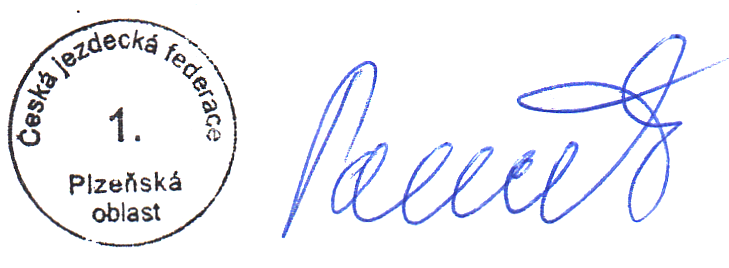 Česká jezdecká federace
1.
Plzeňská
oblast